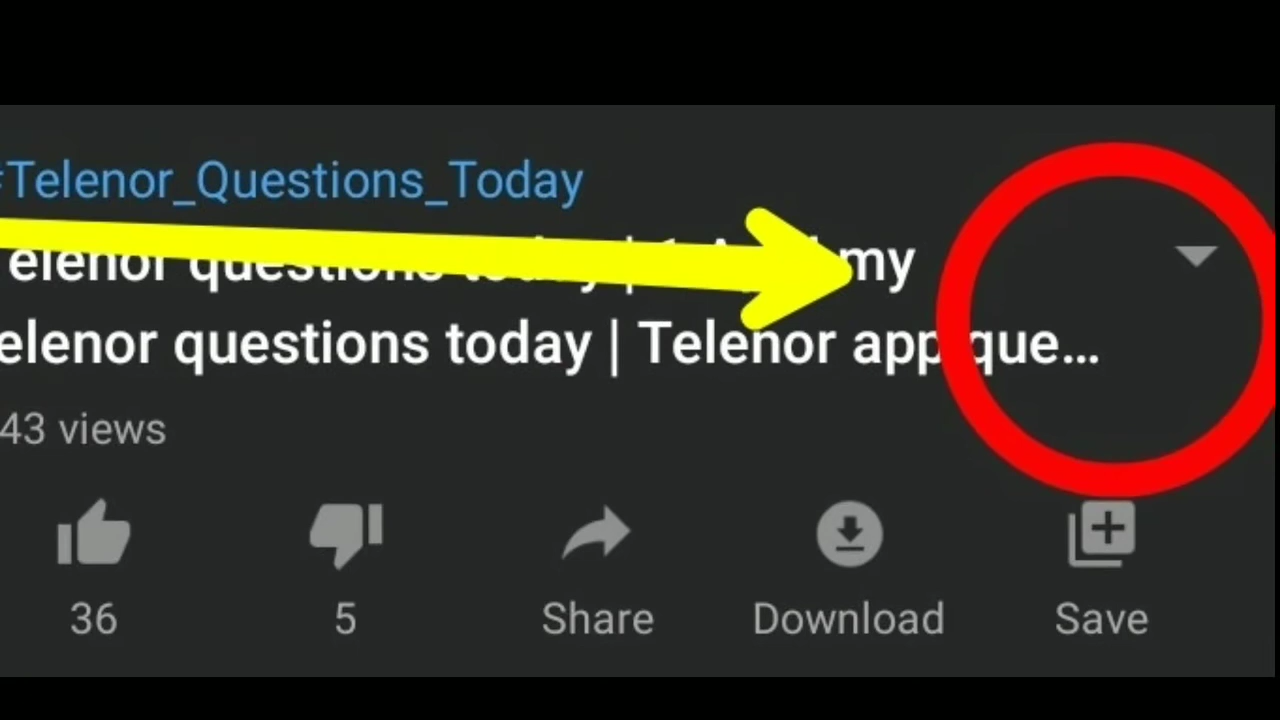 #Telenor_Questions_Today
elenor questions today | my
elenor questions today | Telenor app que...
43 views
36
5
Share
Download
Save